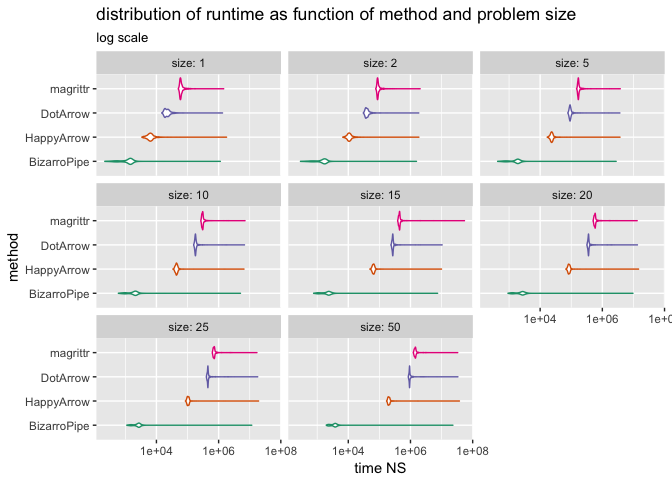 distribution of runtime as function of method and problem size
log scale
size: 1
size: 2
size: 5
magrittr
DotArrow
HappyArrow
BizarroPipe
size: 10
size: 15
size: 20
magrittr
DotArrow
HappyArrow
BizarroPipe
1e+04 1e+06 1e+0
size: 25
size: 50
magrittr
DotArrow
HappyArrow
BizarroPipe
1e+04 1e+06 1e+08
1e+04 1e+06 1e+08
method
time NS